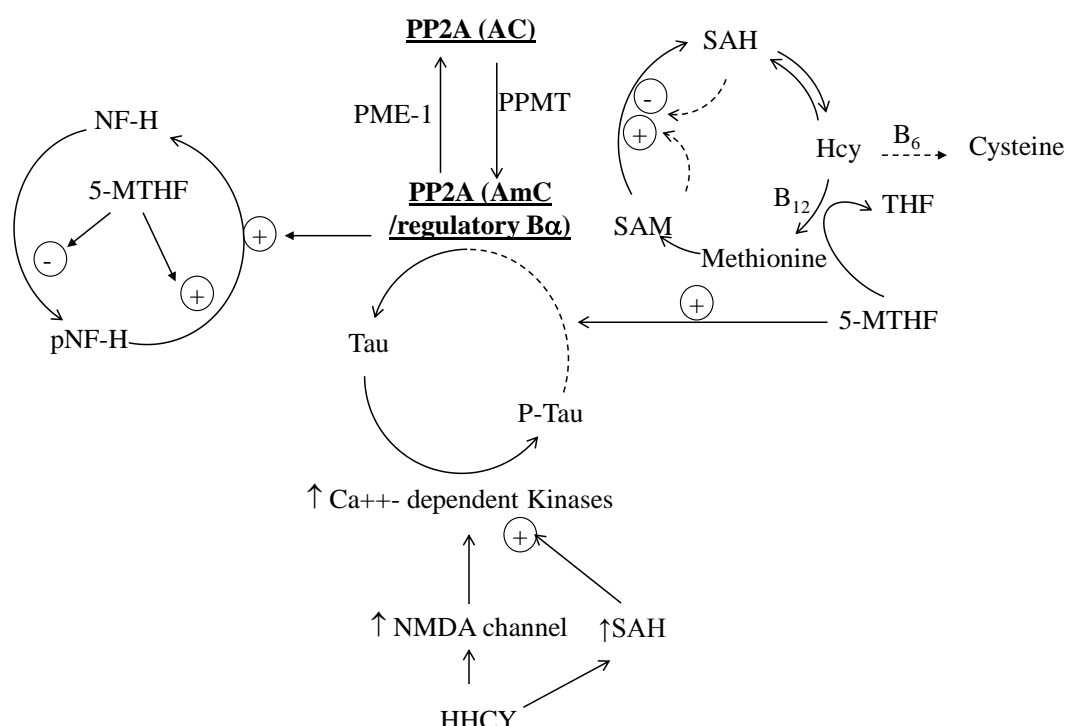 PP2A (AC)
SAH
PME-1
PPMT
-
+
NF-H
5-MTHF
-
+
pNF-H
+
PP2A (AmC
/regulatory Bα)
Hcy
B6
Cysteine
B12
THF
SAM
Methionine
+
5-MTHF
Tau
P-Tau
↑ Ca++- dependent Kinases
+
↑ NMDA channel
↑SAH
HHCY